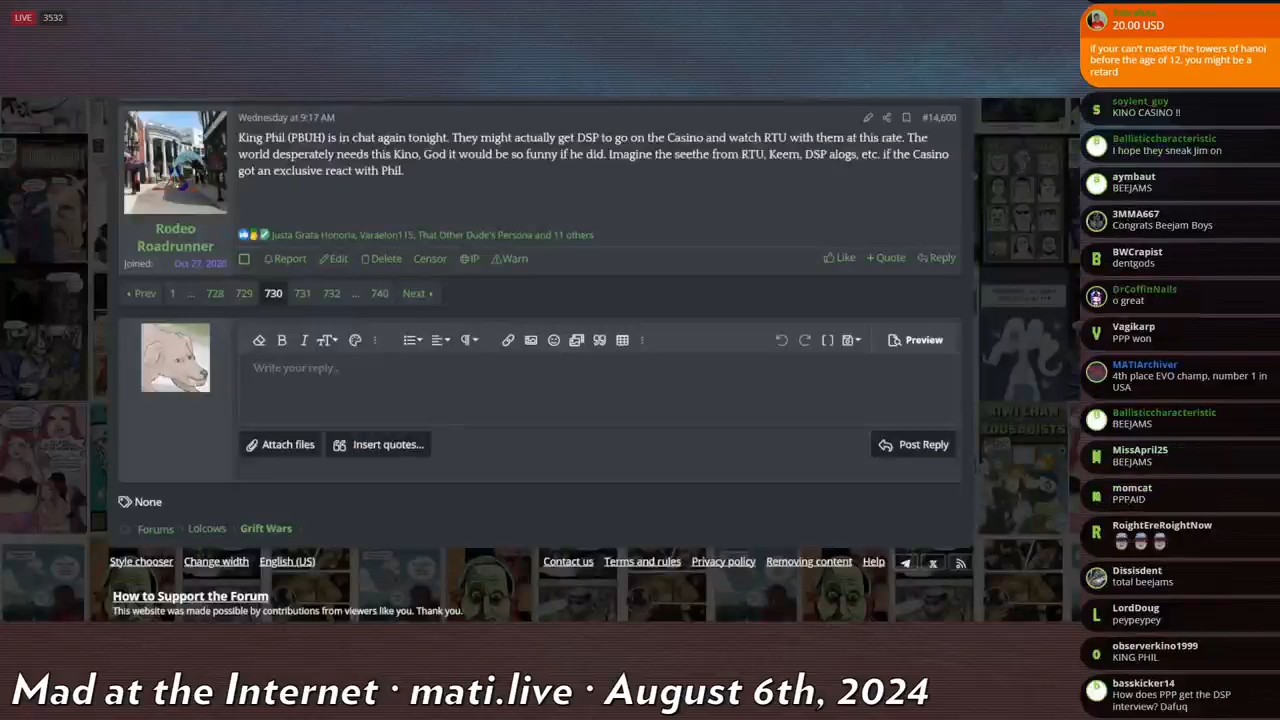 LIVE 3532
20.00 USD
if your can't master the towers of hanoi
before the age of 12, you might be a
retard
Wednesday at 9:17 AM
#14,600
King Phil (PBUH) is in chat again tonight. They might actually get DSP to go on the Casino and watch RTU with them at this rate. The
world desperately needs this Kino, God it would be so funny if he did. Imagine the seethe from RTU, Keem, DSP alogs, etc. if the Casino
got an exclusive react with Phil.
Rodeo
Roadrunner
Joined: Oct 27, 2020
Justa Grata Honoria, Varaelon115, That Other Dude's Persona and 11 others
Report Edit Delete Censor IP Warn
Like + Quote Reply
Prev 1 ... 728 729 730 731 732 ... 740 Next
Preview
Write your reply...
Attach files Insert quotes...
Post Reply
None
Forums Lolcows Grift Wars
Style chooser Change width English (US)
Contact us Terms and rules Privacy policy Removing content Help
How to Support the Forum
This website was made possible by contributions from viewers like you. Thank you.
Mad at the Internet · mati.live · August 6th, 2024
soylent_goy
KINO CASINO !!
Ballisticcharacteristic
I hope they sneak Jim on
aymbaut
BEEJAMS
3MMA667
Congrats Beejam Boys
BWCrapist
dentgods
DrCoffinNails
o great
Vagikarp
PPP won
MATIArchiver
4th place EVO champ, number 1 in
USA
Ballisticcharacteristic
BEEJAMS
MissApril25
BEEJAMS
momcat
PPPAID
RoightEreRoightNow
Dissisdent
total beejams
LordDoug
peypeypey
observerkino1999
KING PHIL
basskicker14
How does PPP get the DSP
interview? Dafuq